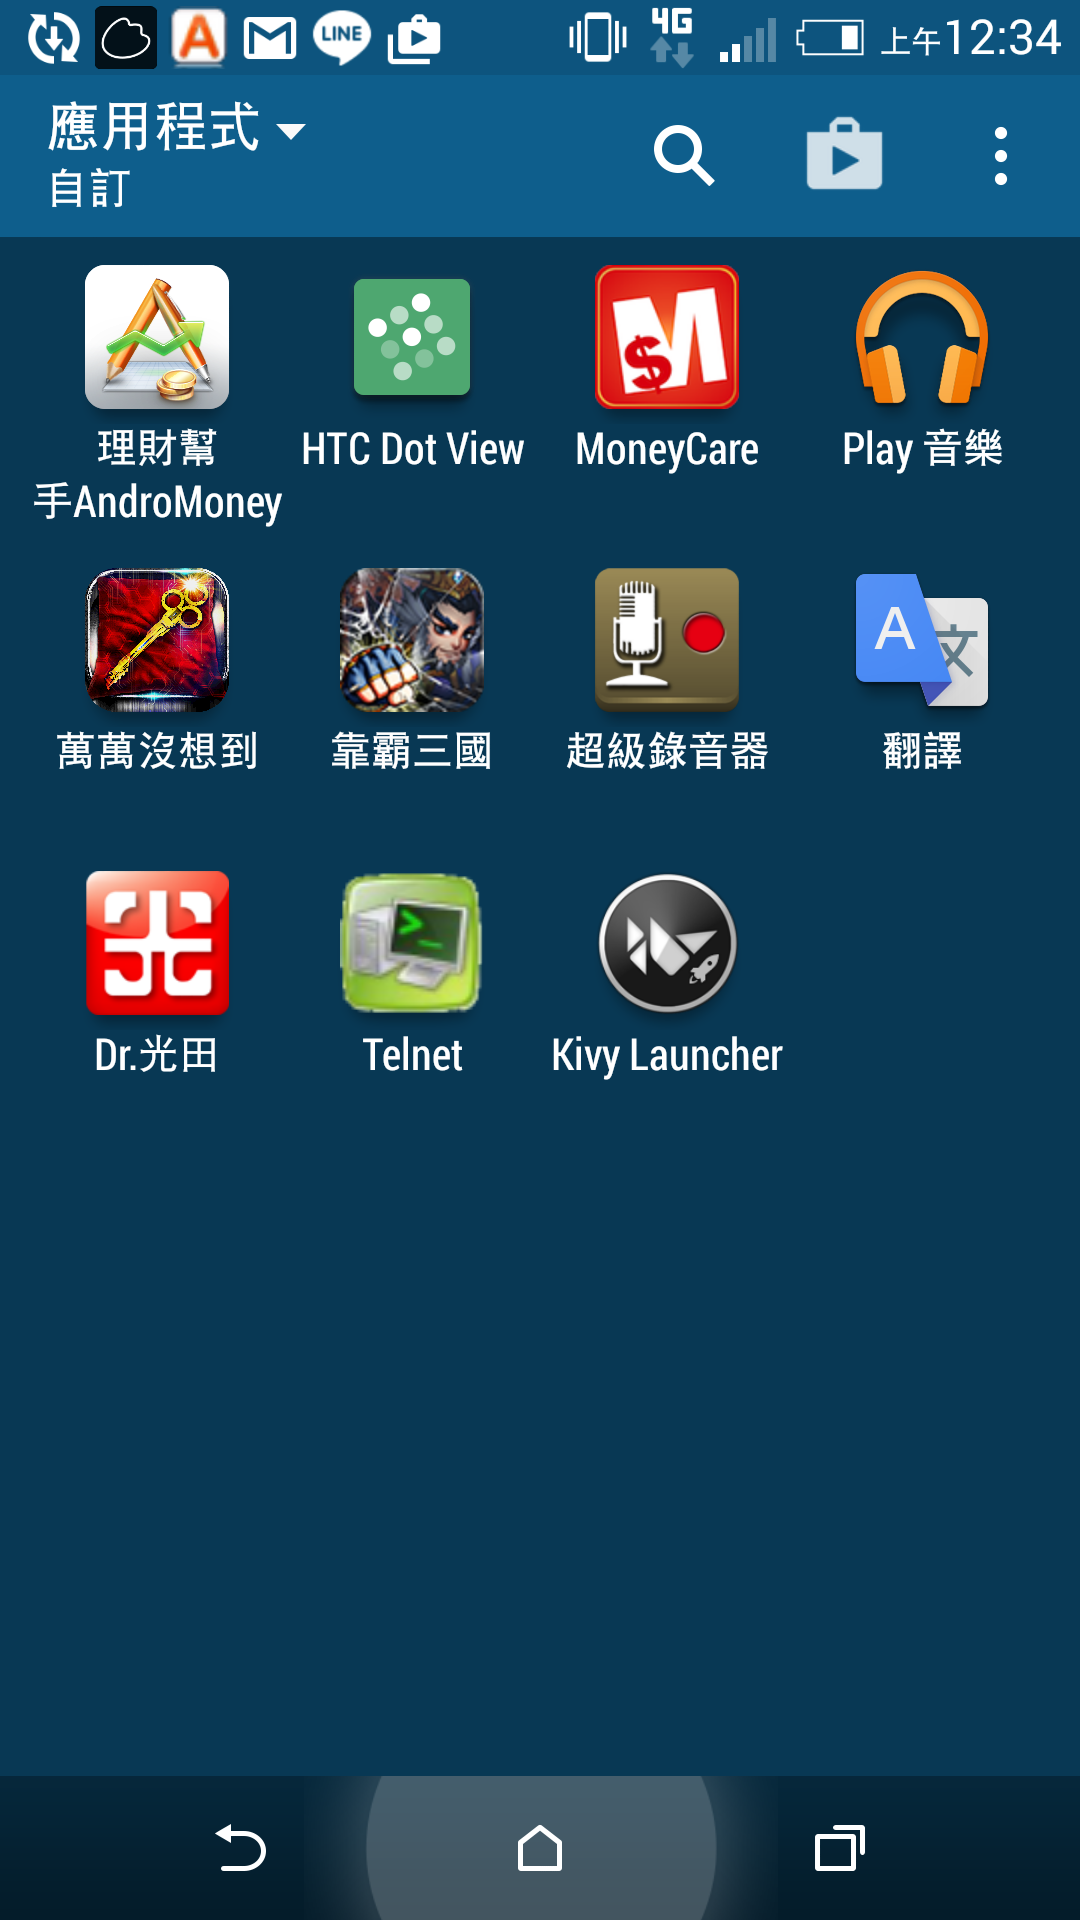 LINE 4G 上午12:34
應用程式
自訂
理財幫 HTC Dot View MoneyCare Play 音樂
手AndroMoney
萬萬沒想到 靠霸三國 超級錄音器 翻譯
Dr.光田 Telnet Kivy Launcher